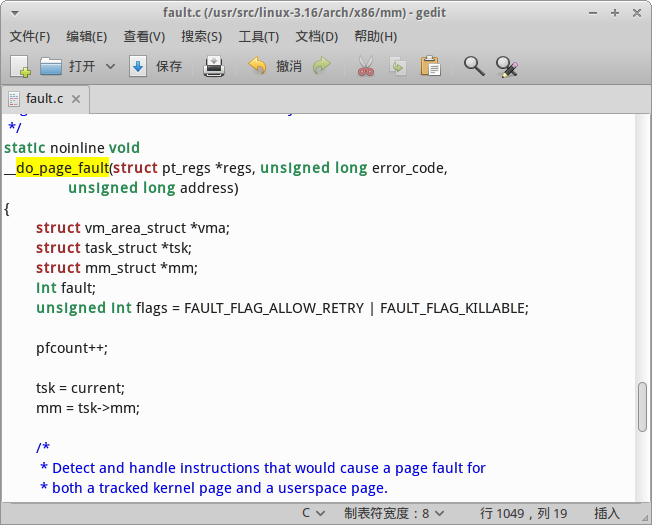 fault.c (/usr/src/linux-3.16/arch/x86/mm) - gedit
文件(F) 编辑(E) 查看(V) 搜索(S) 工具(T) 文档(D) 帮助(H)
打开 保存 撤消
fault.c ×
*/
static noinline void
__do_page_fault(struct pt_regs *regs, unsigned long error_code,
unsigned long address)
{
struct vm_area_struct *vma;
struct task_struct *tsk;
struct mm_struct *mm;
int fault;
unsigned int flags = FAULT_FLAG_ALLOW_RETRY | FAULT_FLAG_KILLABLE;
pfcount++;
tsk = current;
mm = tsk->mm;
/*
* Detect and handle instructions that would cause a page fault for
* both a tracked kernel page and a userspace page.
C 制表符宽度：8 行 1049，列 19 插入